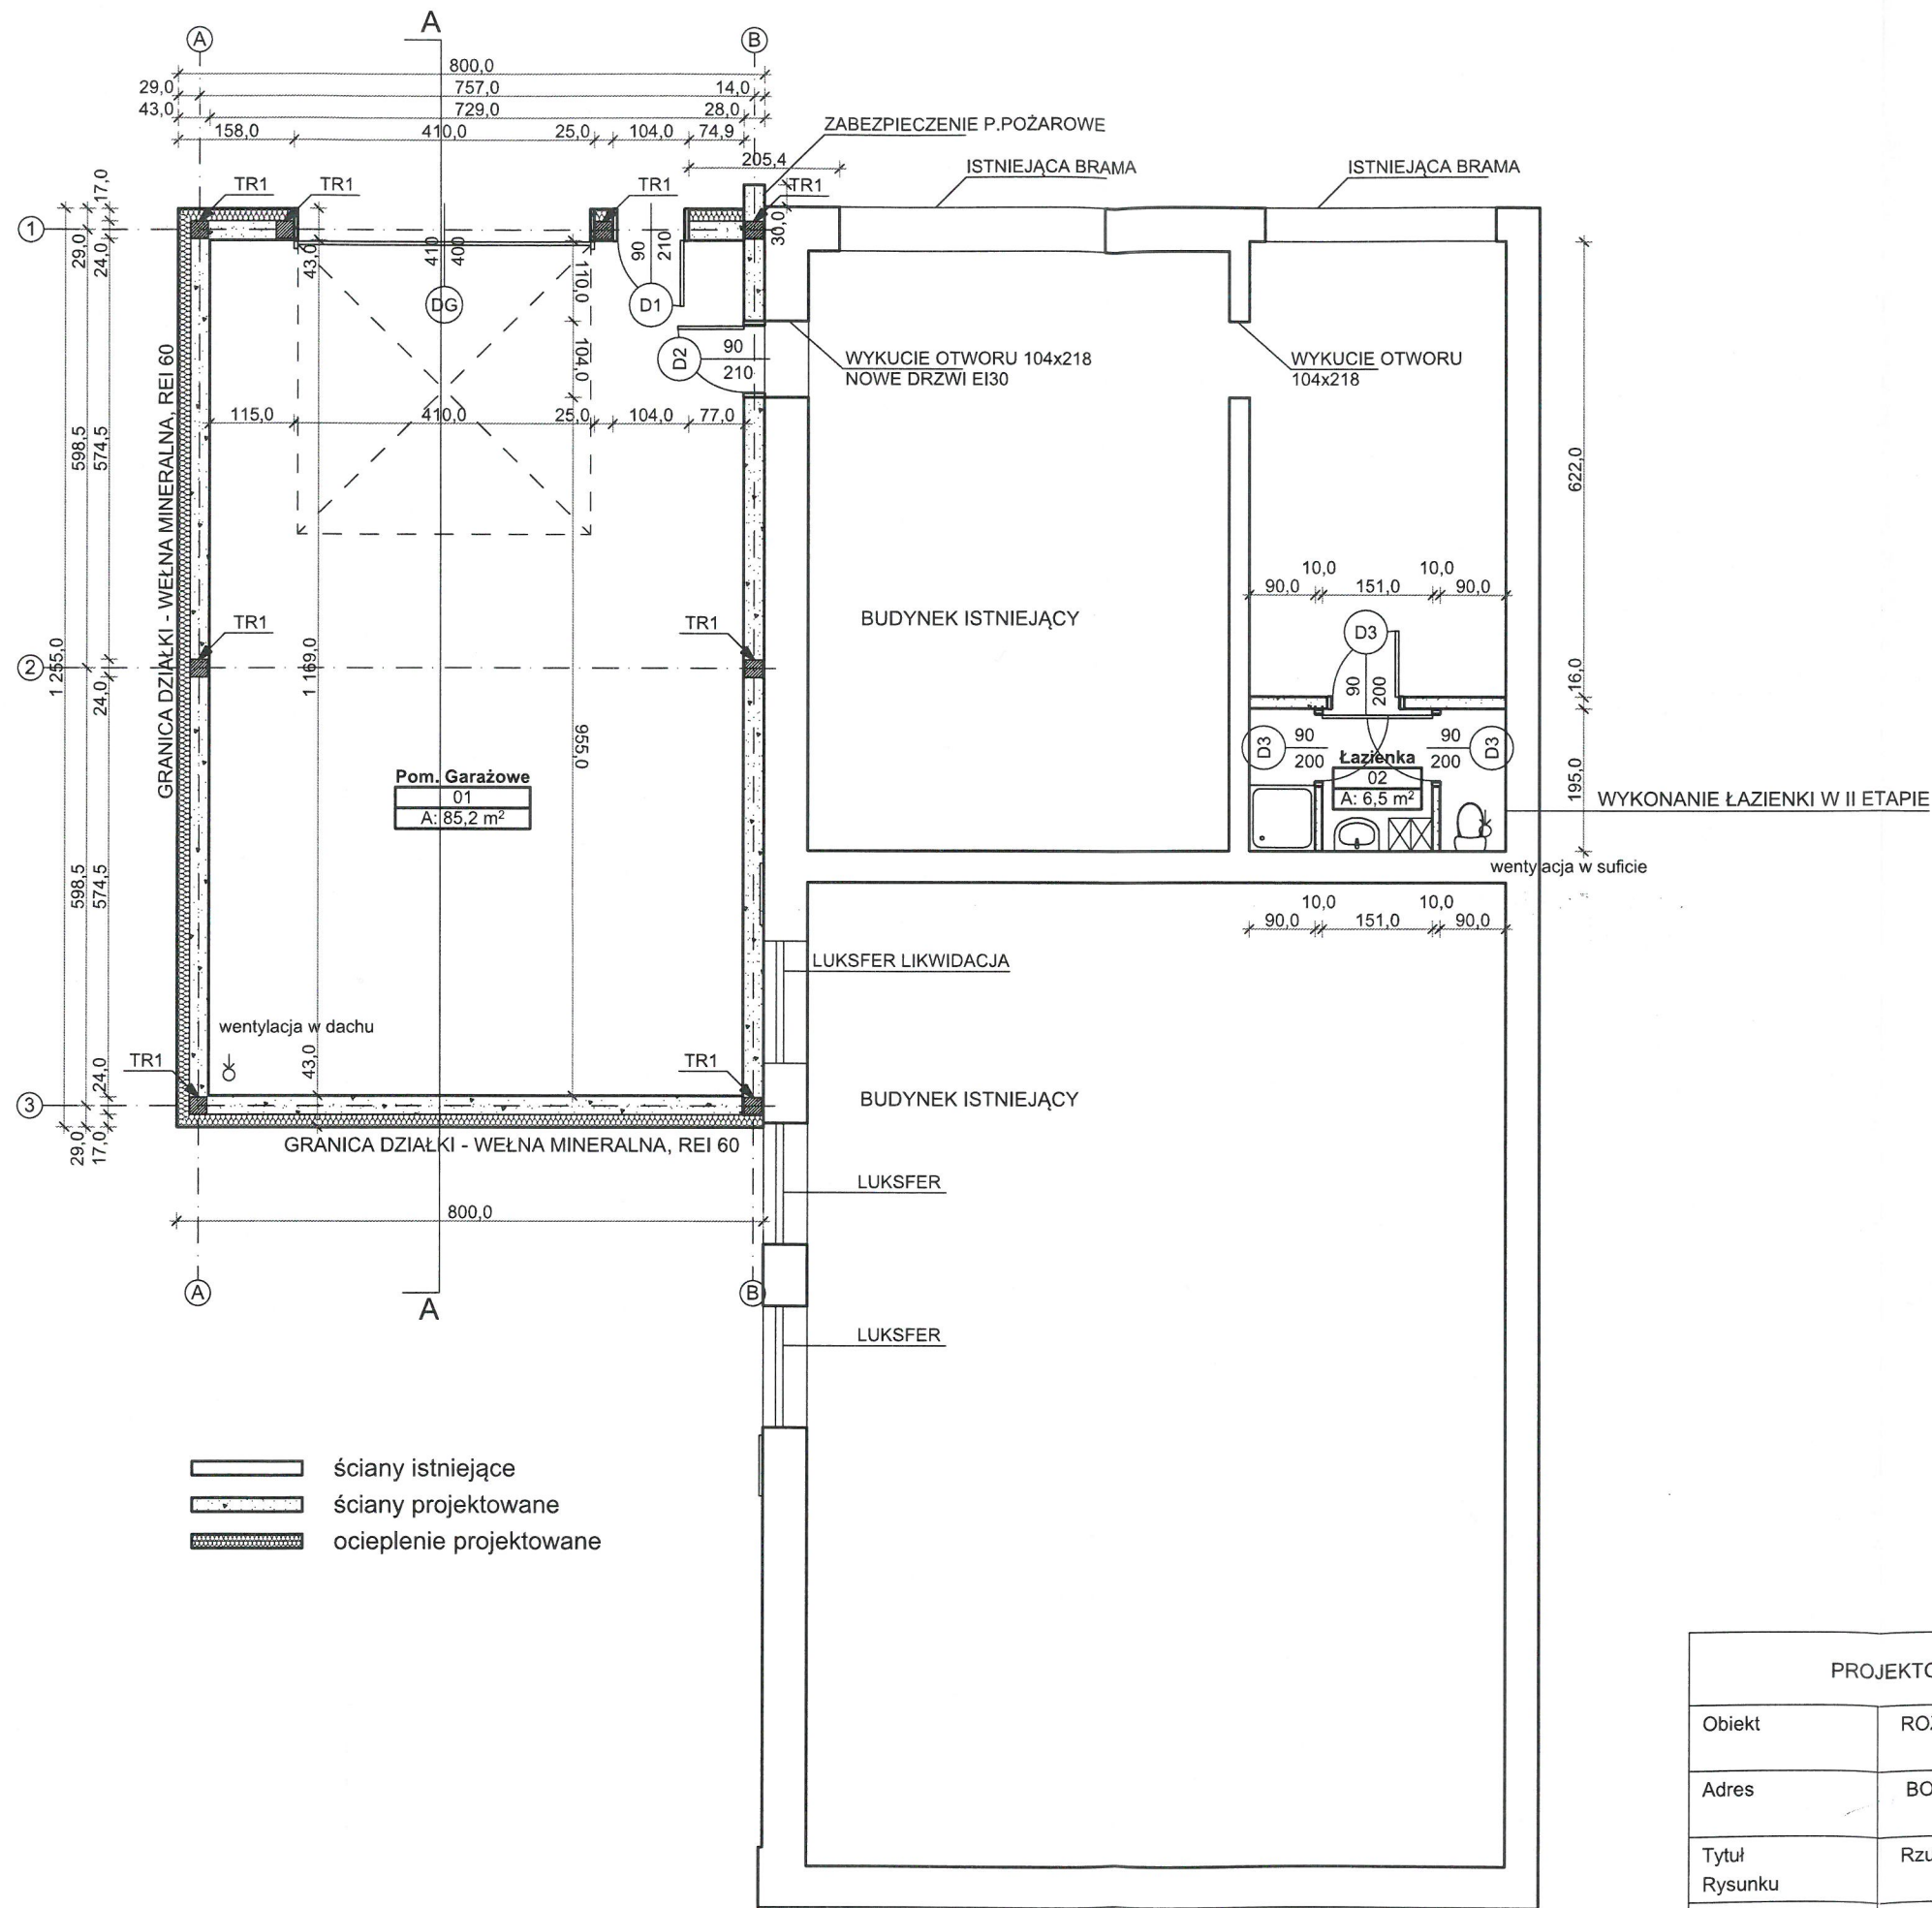 A
A
B
800,0
29,0
757,0
14,0
43,0
729,0
28,0
158,0
410,0
25,0
104,0
74,9
ZABEZPIECZENIE P.POŻAROWE
205,4
ISTNIEJĄCA BRAMA
ISTNIEJĄCA BRAMA
17,0
TR1
TR1
TR1
TR1
1
29,0
24,0
43,0
410
400
110,0
90
210
30,0
DG
D1
D2
90
210
104,0
WYKUCIE OTWORU 104x218
NOWE DRZWI EI30
WYKUCIE OTWORU
104x218
115,0
410,0
25,0
104,0
77,0
598,5
574,5
GRANICA DZIAŁKI - WEŁNA MINERALNA, REI 60
622,0
10,0
10,0
90,0
151,0
90,0
BUDYNEK ISTNIEJĄCY
TR1
TR1
D3
2
1 255,0
24,0
1 169,0
90
200
16,0
955,0
D3
90
200
Łazienka
02
A: 6,5 m²
90
200
D3
195,0
Pom. Garażowe
01
A: 85,2 m²
WYKONANIE ŁAZIENKI W II ETAPIE
wentylacja w suficie
598,5
574,5
10,0
10,0
90,0
151,0
90,0
LUKSFER LIKWIDACJA
wentylacja w dachu
TR1
TR1
24,0
43,0
3
BUDYNEK ISTNIEJĄCY
29,0
17,0
GRANICA DZIAŁKI - WEŁNA MINERALNA, REI 60
LUKSFER
800,0
A
B
A
LUKSFER
ściany istniejące
ściany projektowane
ocieplenie projektowane
PROJEKTO
Obiekt
Adres
BO
Tytuł
Rzu
Rysunku